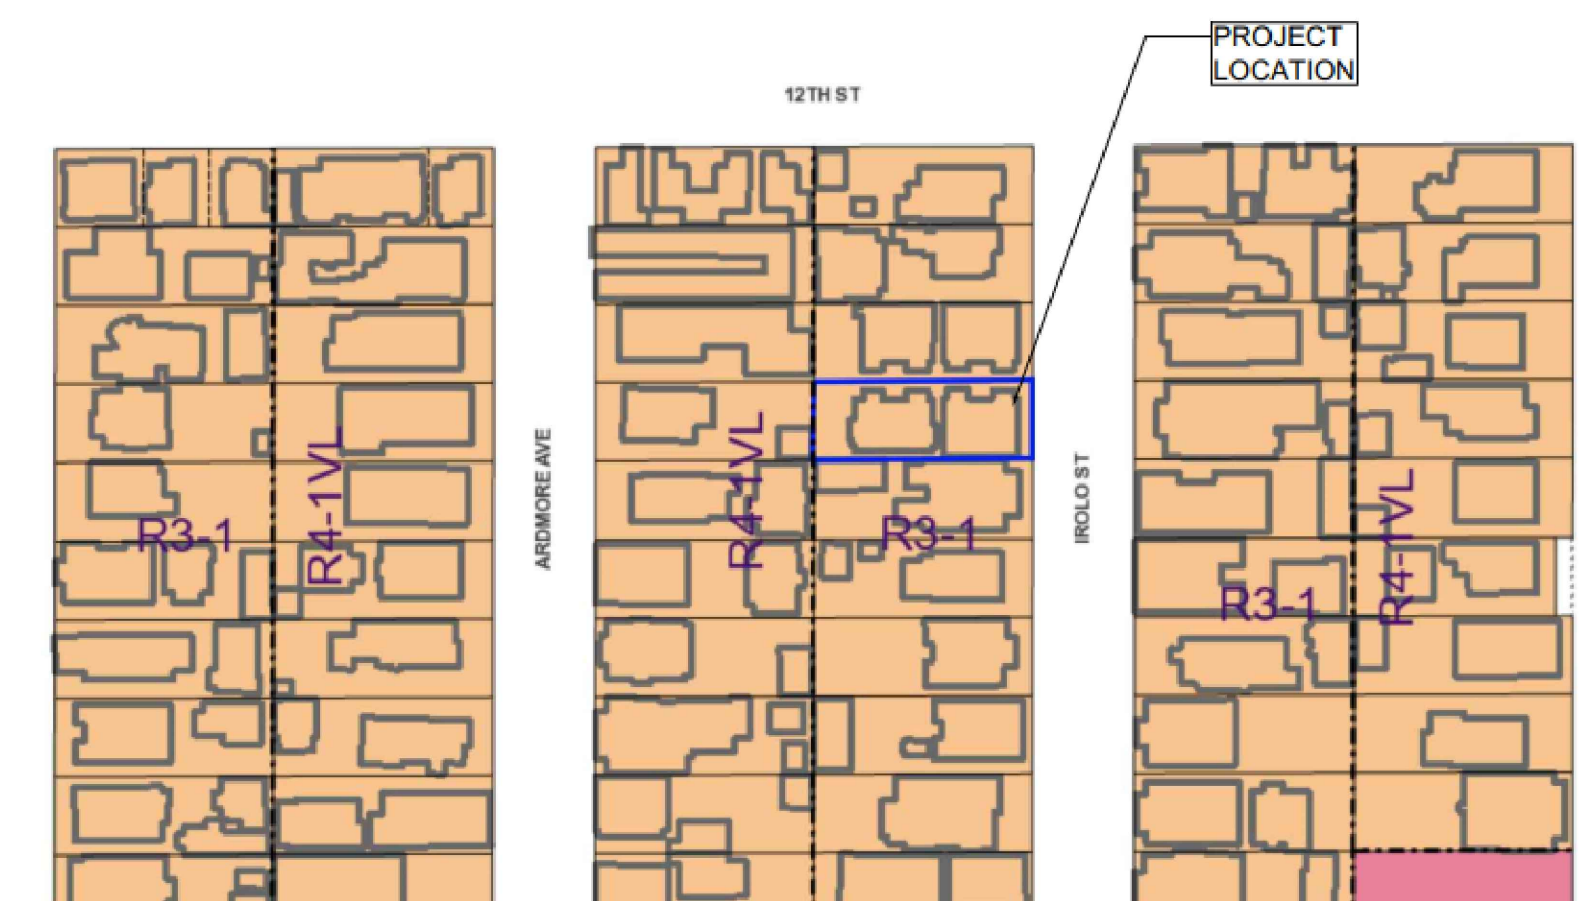 PROJECT
LOCATION
12TH ST
ARDMORE AVE
IROLO ST
R3-1
R4-1VL
R4-1VL
R3-1
R3-1
R4-1VL